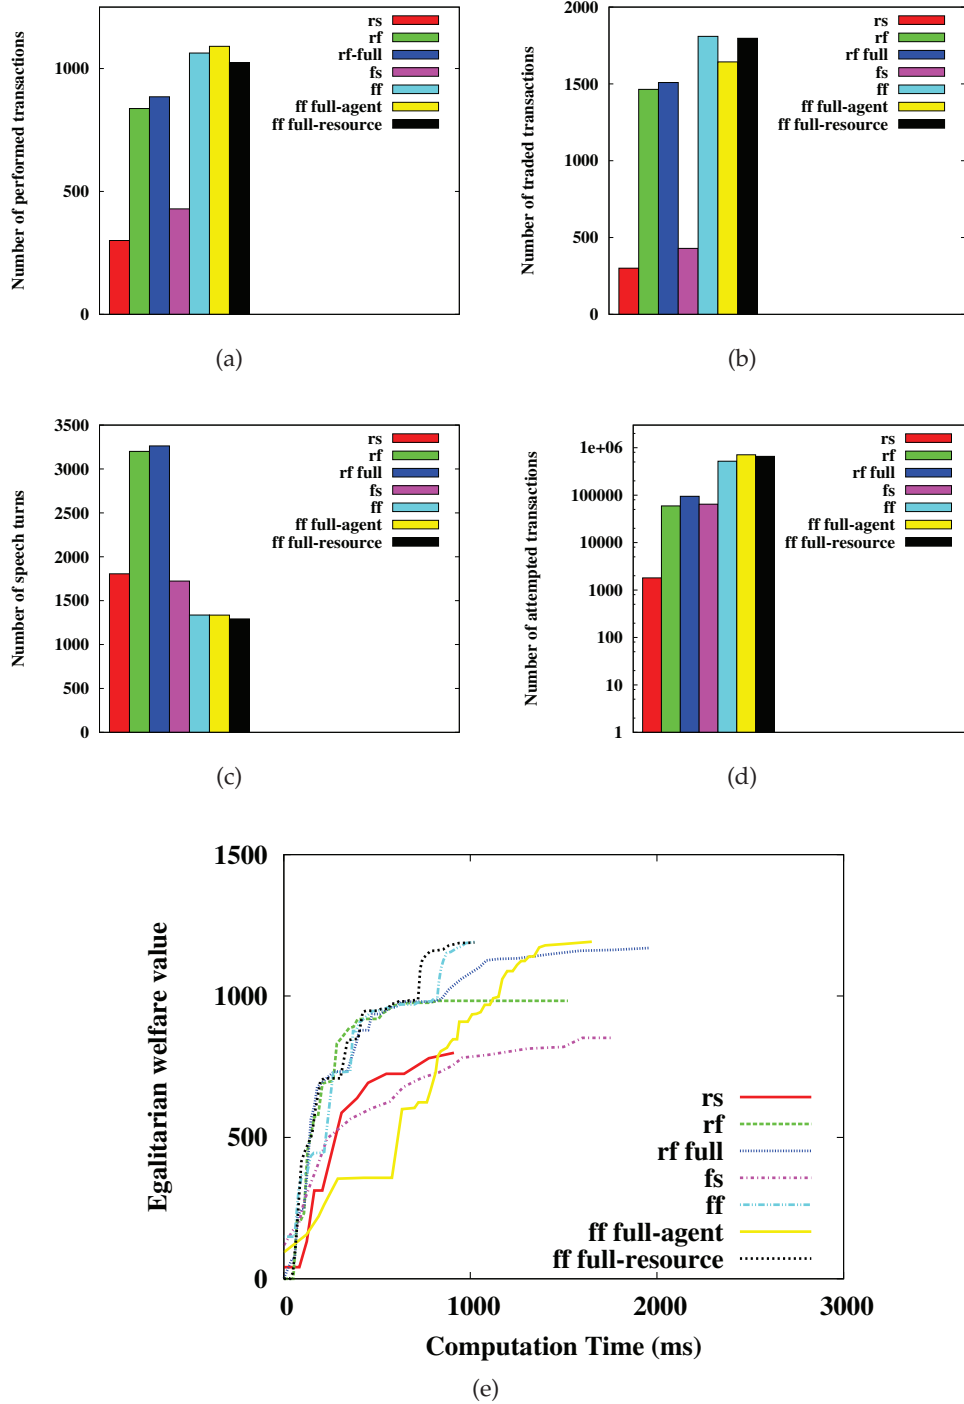 Number of performed transactions
1000
500
0
rs
rf
rf-full
fs
ff
ff full-agent
ff full-resource
(a)
Number of traded transactions
2000
1500
1000
500
0
rs
rf
rf full
fs
ff
ff full-agent
ff full-resource
(b)
Number of speech turns
3500
3000
2500
2000
1500
1000
500
0
rs
rf
rf full
fs
ff
ff full-agent
ff full-resource
(c)
Number of attempted transactions
1e+06
100000
10000
1000
100
10
1
rs
rf
rf full
fs
ff
ff full-agent
ff full-resource
(d)
Egalitarian welfare value
1500
1000
500
0
rs
rf
rf full
fs
ff
ff full-agent
ff full-resource
0 1000 2000 3000
Computation Time (ms)
(e)